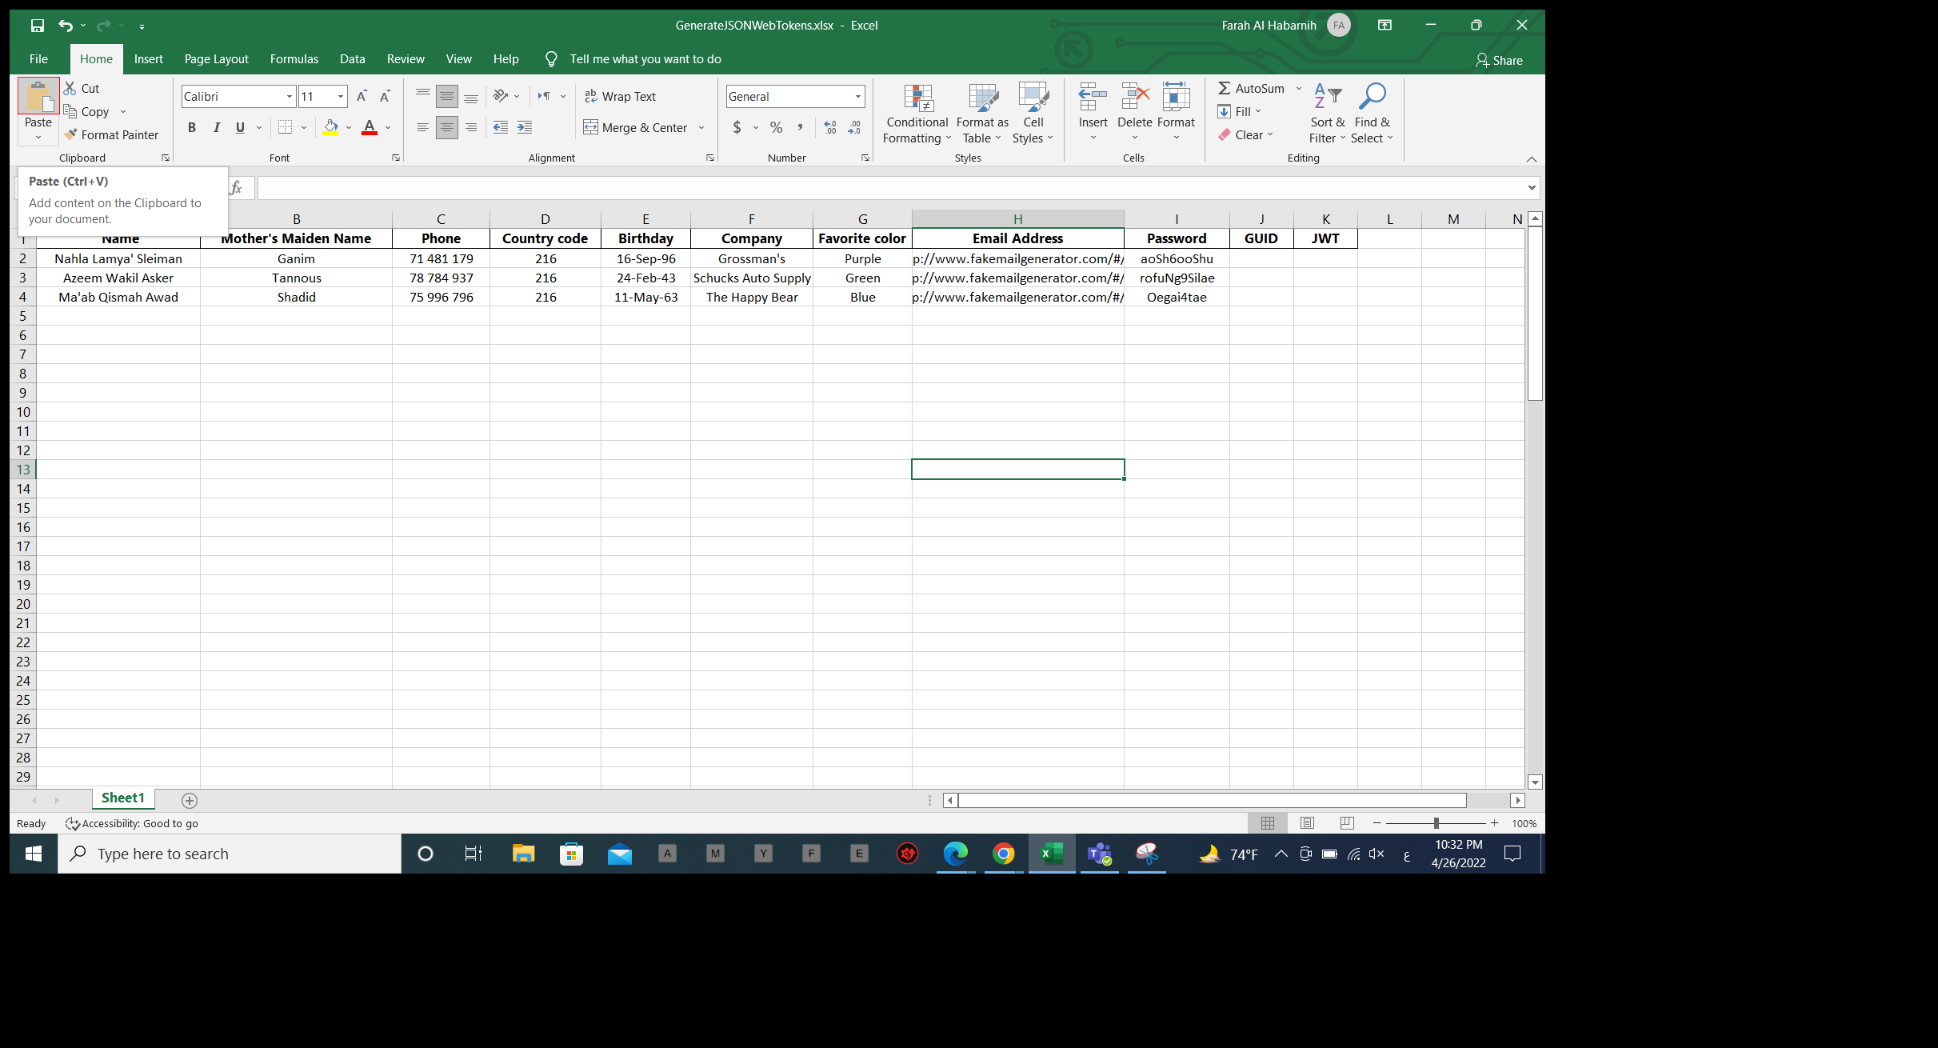 GenerateJSONWebTokens.xlsx - Excel
Farah Al Habarnih FA
File Home Insert Page Layout Formulas Data Review View Help Tell me what you want to do Share
Paste Cut
Copy
Format Painter
Clipboard
Calibri 11 A A
B I U A
Font
ab Wrap Text
Merge & Center
Alignment
General
$ % ,
Number
Conditional Formatting
Format as Table
Cell Styles
Styles
Insert Delete Format
Cells
AutoSum
Fill
Clear
Sort & Filter
Find & Select
Editing
Paste (Ctrl+V)
Add content on the Clipboard to
your document.
fx
B C D E F G H I J K L M N
1 Name Mother's Maiden Name Phone Country code Birthday Company Favorite color Email Address Password GUID JWT
2 Nahla Lamya' Sleiman Ganim 71 481 179 216 16-Sep-96 Grossman's Purple p://www.fakemailgenerator.com/#/ aoSh6ooShu
3 Azeem Wakil Asker Tannous 78 784 937 216 24-Feb-43 Schucks Auto Supply Green p://www.fakemailgenerator.com/#/ rofuNg9Silae
4 Ma'ab Qismah Awad Shadid 75 996 796 216 11-May-63 The Happy Bear Blue p://www.fakemailgenerator.com/#/ Oegai4tae
5
6
7
8
9
10
11
12
13
14
15
16
17
18
19
20
21
22
23
24
25
26
27
28
29
Sheet1
Ready Accessibility: Good to go 100%
Type here to search A M Y F E 74°F ع 10:32 PM
4/26/2022